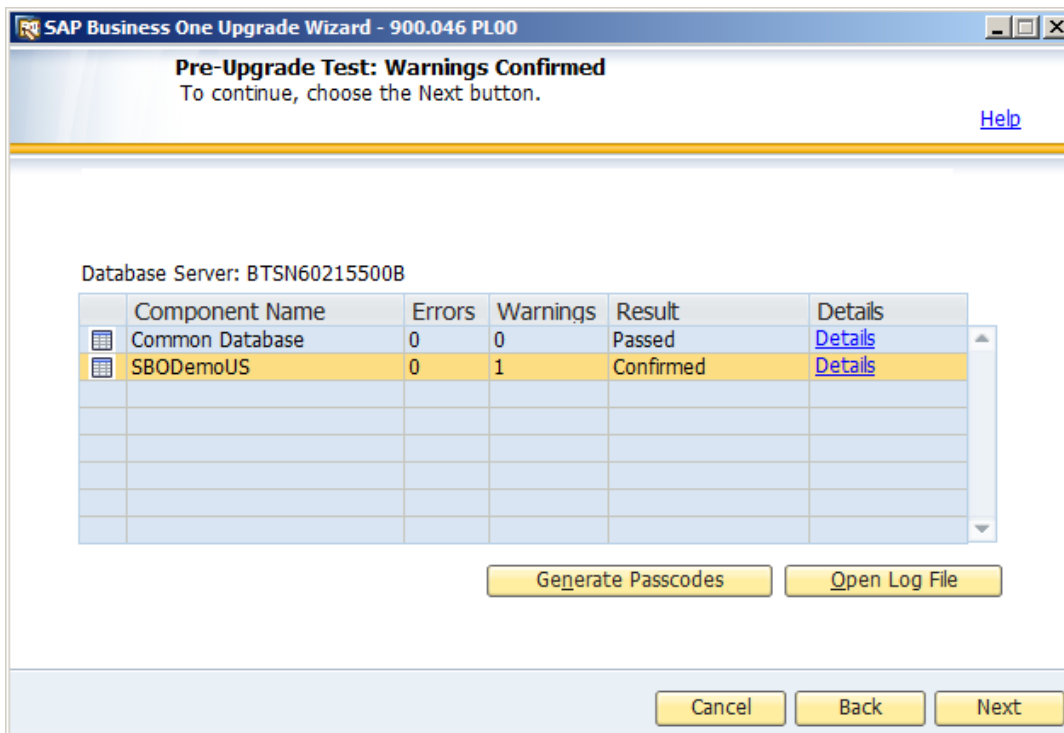 SAP Business One Upgrade Wizard - 900.046 PL00
Pre-Upgrade Test: Warnings Confirmed
To continue, choose the Next button.
Help
Database Server: BTSN60215500B
Component Name Errors Warnings Result Details
Common Database 0 0 Passed Details
SBODemoUS 0 1 Confirmed Details
Generate Passcodes Open Log File
Cancel Back Next